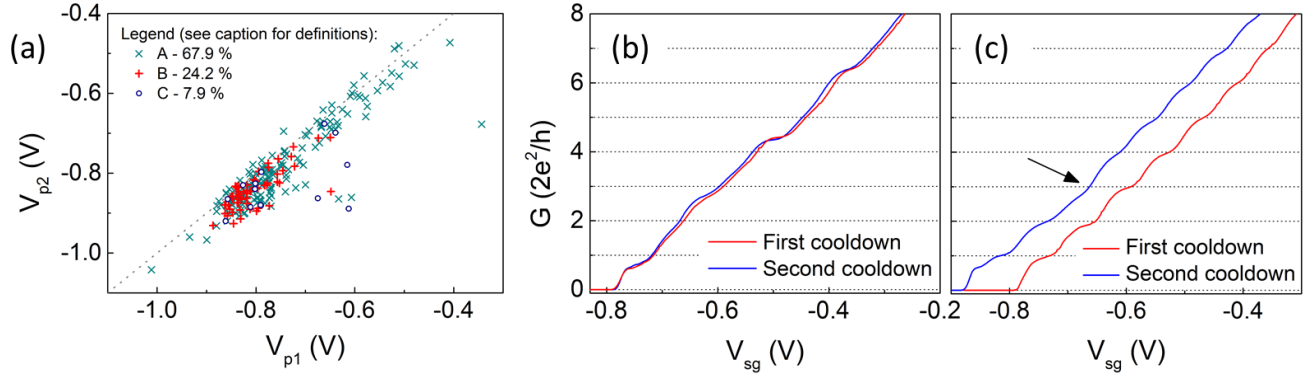 (a)
Legend (see caption for definitions):
A - 67.9 %
B - 24.2 %
C - 7.9 %
-0.4
-0.6
-0.8
-1.0
V_p2 (V)
-1.0
-0.8
-0.6
-0.4
V_p1 (V)
(b)
8
6
4
2
0
G (2e²/h)
First cooldown
Second cooldown
-0.8
-0.6
-0.4
-0.2
V_sg (V)
(c)
First cooldown
Second cooldown
-0.8
-0.6
-0.4
V_sg (V)